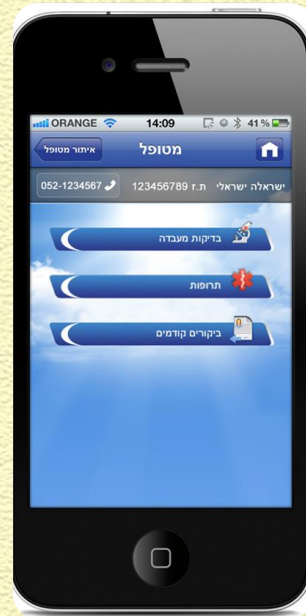 ORANGE 14:09 41%
איתור מטופל מטופל
ישראלה ישראלי ת.ז 123456789 052-1234567
בדיקות מעבדה
תרופות
ביקורים קודמים